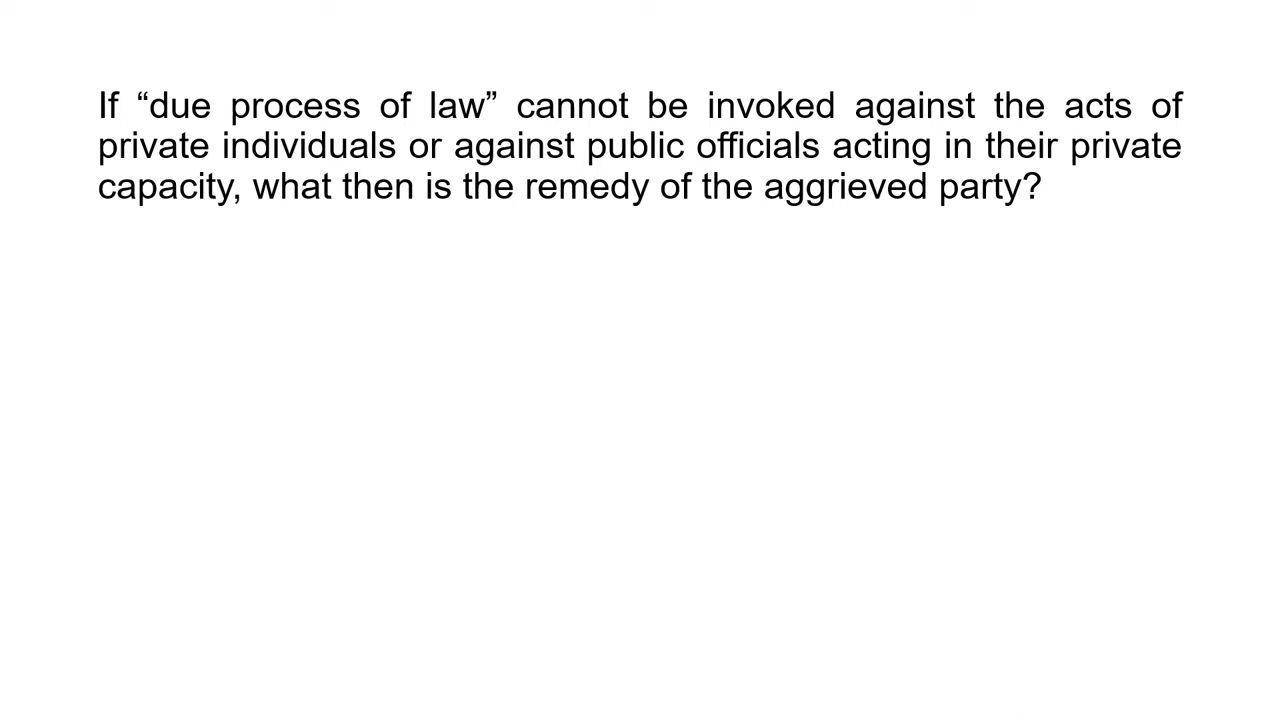 If “due process of law” cannot be invoked against the acts of
private individuals or against public officials acting in their private
capacity, what then is the remedy of the aggrieved party?